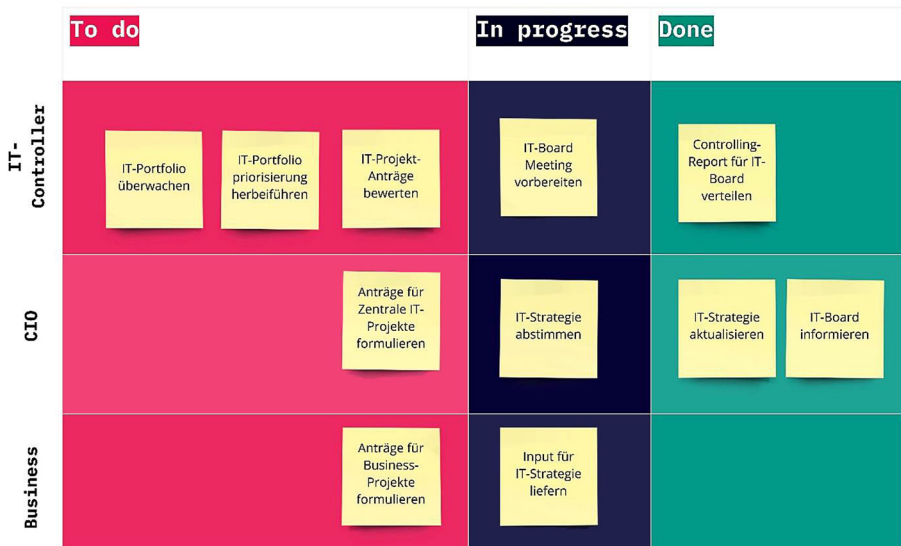 To do
In progress
Done
IT-
Controller
IT-Portfolio
überwachen
IT-Portfolio
priorisierung
herbeiführen
IT-Projekt-
Anträge
bewerten
IT-Board
Meeting
vorbereiten
Controlling-
Report für IT-
Board
verteilen
CIO
Anträge für
Zentrale IT-
Projekte
formulieren
IT-Strategie
abstimmen
IT-Strategie
aktualisieren
IT-Board
informieren
Business
Anträge für
Business-
Projekte
formulieren
Input für
IT-Strategie
liefern